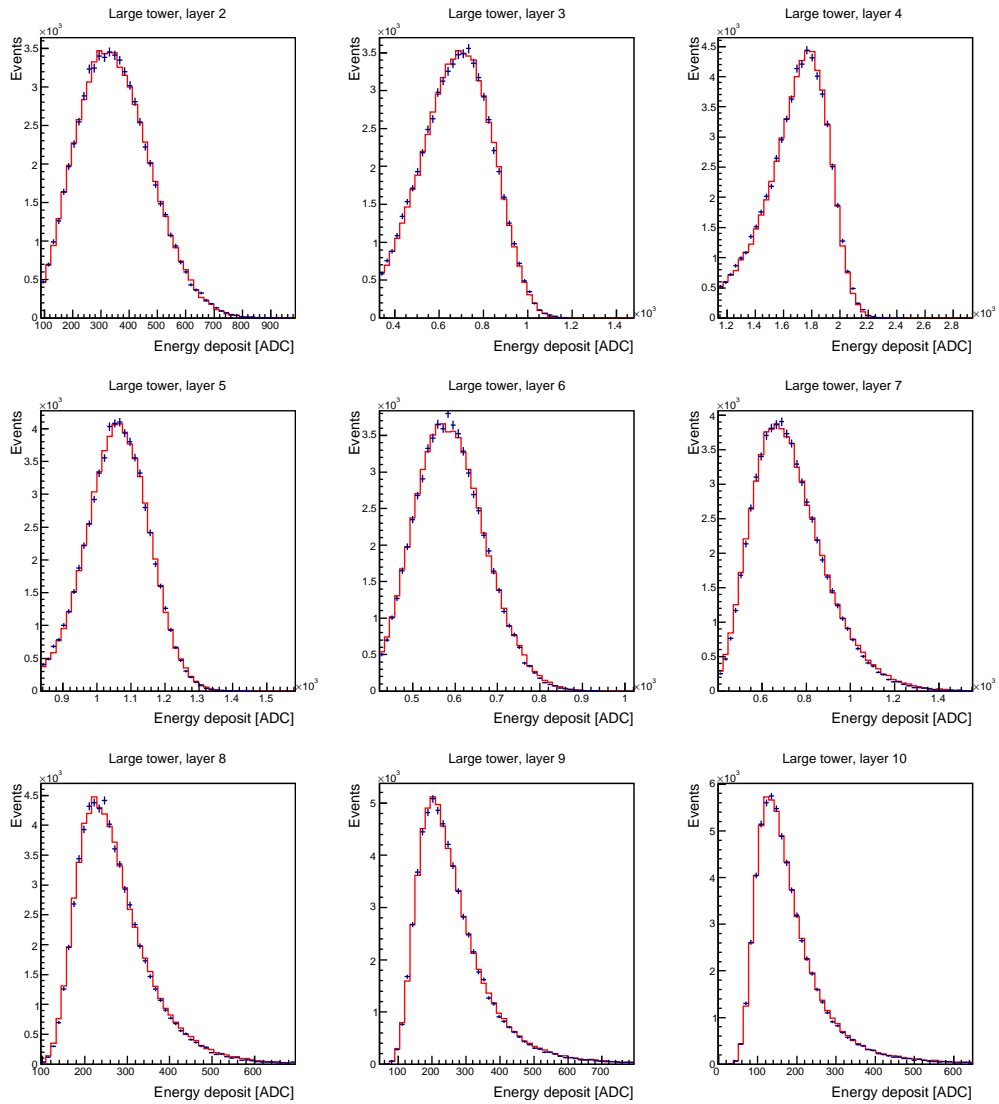 Large tower, layer 2
×10³
Events
3.5
3
2.5
2
1.5
1
0.5
0
100 200 300 400 500 600 700 800 900
Energy deposit [ADC]
Large tower, layer 3
×10³
Events
3.5
3
2.5
2
1.5
1
0.5
0
0.4 0.6 0.8 1 1.2 1.4
×10³
Energy deposit [ADC]
Large tower, layer 4
×10³
Events
4.5
4
3.5
3
2.5
2
1.5
1
0.5
0
1.2 1.4 1.6 1.8 2 2.2 2.4 2.6 2.8
×10³
Energy deposit [ADC]
Large tower, layer 5
×10³
Events
4
3.5
3
2.5
2
1.5
1
0.5
0
0.9 1 1.1 1.2 1.3 1.4 1.5
×10³
Energy deposit [ADC]
Large tower, layer 6
×10³
Events
3.5
3
2.5
2
1.5
1
0.5
0
0.5 0.6 0.7 0.8 0.9 1
×10³
Energy deposit [ADC]
Large tower, layer 7
×10³
Events
4
3.5
3
2.5
2
1.5
1
0.5
0
0.6 0.8 1 1.2 1.4
×10³
Energy deposit [ADC]
Large tower, layer 8
×10³
Events
4.5
4
3.5
3
2.5
2
1.5
1
0.5
0
100 200 300 400 500 600
Energy deposit [ADC]
Large tower, layer 9
×10³
Events
5
4
3
2
1
0
100 200 300 400 500 600 700
Energy deposit [ADC]
Large tower, layer 10
×10³
Events
6
5
4
3
2
1
0
0 100 200 300 400 500 600
Energy deposit [ADC]